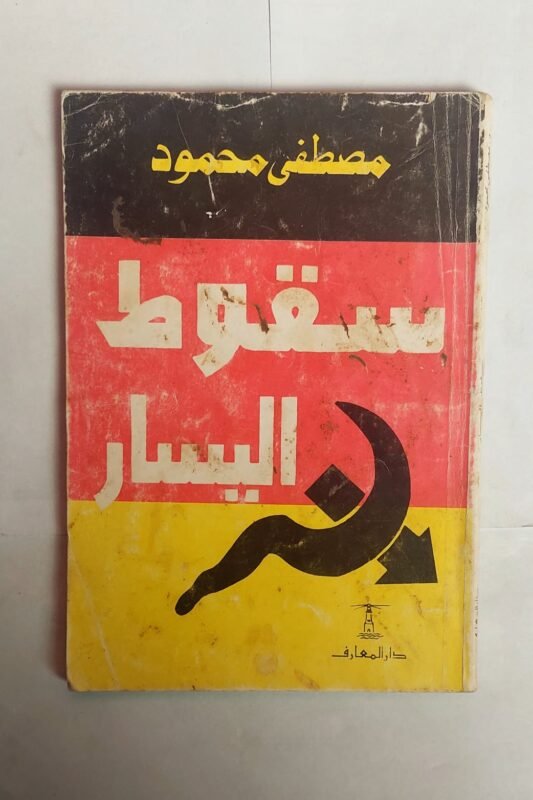 مصطفى محمود
سقوط
اليسار
دار المعارف